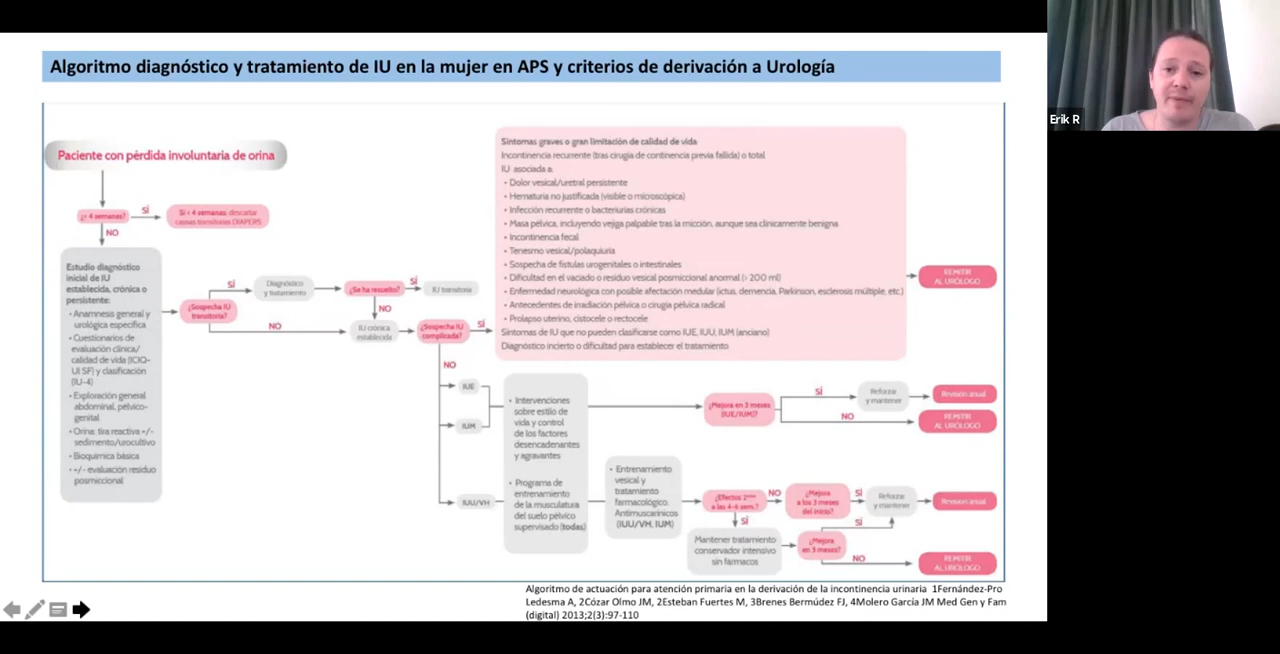 Algoritmo diagnóstico y tratamiento de IU en la mujer en APS y criterios de derivación a Urología
Erik R
Paciente con pérdida involuntaria de orina
¿> 4 semanas?
SÍ
Si < 4 semanas: descartar
causas transitorias DIAPERS
NO
Estudio diagnóstico
inicial de IU
establecida, crónica o
persistente:
• Anamnesis general y
urológica específica
• Cuestionarios de
evaluación clínica/
calidad de vida (ICIQ-
UI SF) y clasificación
(IU-4)
• Exploración general
abdominal, pélvico-
genital
• Orina: tira reactiva +/-
sedimento/urocultivo
• Bioquímica básica
• +/- evaluación residuo
posmiccional
¿Sospecha IU
transitoria?
SÍ
Diagnóstico
y tratamiento
¿Se ha resuelto?
SÍ
IU transitoria
NO
NO
IU crónica
establecida
¿Sospecha IU
complicada?
SÍ
NO
Síntomas graves o gran limitación de calidad de vida
Incontinencia recurrente (tras cirugía de continencia previa fallida) o total
IU asociada a:
• Dolor vesical/uretral persistente
• Hematuria no justificada (visible o microscópica)
• Infección recurrente o bacteriurias crónicas
• Masa pélvica, incluyendo vejiga palpable tras la micción, aunque sea clínicamente benigna
• Incontinencia fecal
• Tenesmo vesical/polaquiuria
• Sospecha de fístulas urogenitales o intestinales
• Dificultad en el vaciado o residuo vesical posmiccional anormal (> 200 ml)
• Enfermedad neurológica con posible afectación medular (ictus, demencia, Parkinson, esclerosis múltiple, etc.)
• Antecedentes de irradiación pélvica o cirugía pélvica radical
• Prolapso uterino, cistocele o rectocele
Síntomas de IU que no pueden clasificarse como IUE, IUU, IUM (anciano)
Diagnóstico incierto o dificultad para establecer el tratamiento
REMITIR
AL URÓLOGO
IUE
IUM
IUU/VH
• Intervenciones
sobre estilo de
vida y control
de los factores
desencadenantes
y agravantes
• Programa de
entrenamiento
de la musculatura
del suelo pélvico
supervisado (todas)
¿Mejora en 3 meses
(IUE/IUM)?
SÍ
Reforzar
y mantener
Revisión anual
NO
REMITIR
AL URÓLOGO
• Entrenamiento
vesical y
tratamiento
farmacológico:
Antimuscarínicos
(IUU/VH, IUM)
¿Efectos 2ᵃʳⁱᵒˢ
a las 4-6 sem.?
NO
¿Mejora
a los 3 meses
del inicio?
SÍ
Reforzar
y mantener
Revisión anual
SÍ
SÍ
Mantener tratamiento
conservador intensivo
sin fármacos
¿Mejora
en 3 meses?
NO
REMITIR
AL URÓLOGO
Algoritmo de actuación para atención primaria en la derivación de la incontinencia urinaria 1Fernández-Pro
Ledesma A, 2Cózar Olmo JM, 2Esteban Fuertes M, 3Brenes Bermúdez FJ, 4Molero García JM Med Gen y Fam
(digital) 2013;2(3):97-110